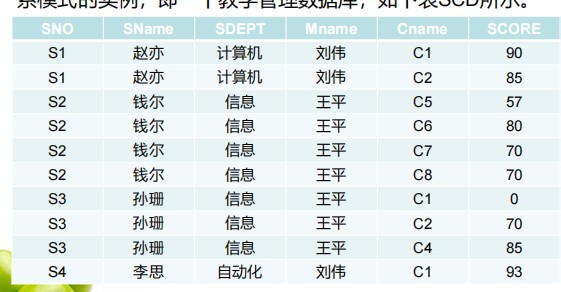 系模式的实例，即一个教学管理数据库，如下表SCD所示。
SNO SName SDEPT Mname Cname SCORE
S1 赵亦 计算机 刘伟 C1 90
S1 赵亦 计算机 刘伟 C2 85
S2 钱尔 信息 王平 C5 57
S2 钱尔 信息 王平 C6 80
S2 钱尔 信息 王平 C7 70
S2 钱尔 信息 王平 C8 70
S3 孙珊 信息 王平 C1 0
S3 孙珊 信息 王平 C2 70
S3 孙珊 信息 王平 C4 85
S4 李思 自动化 刘伟 C1 93